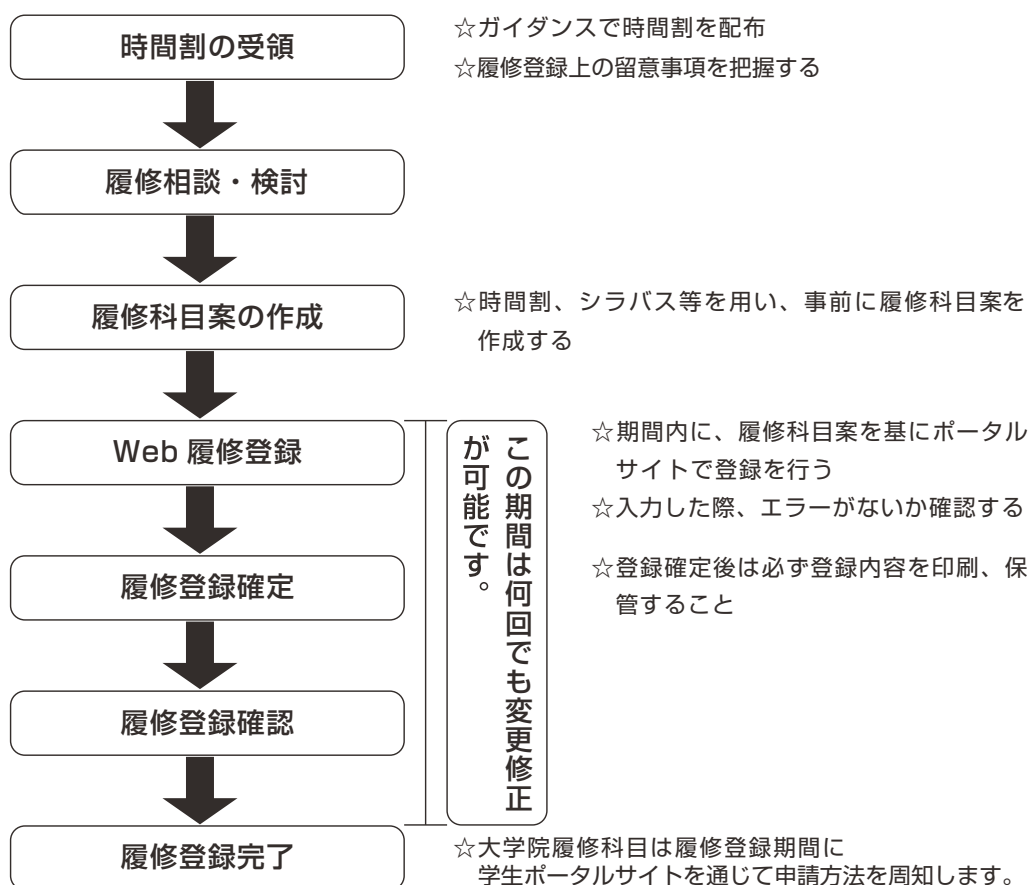 時間割の受領
☆ガイダンスで時間割を配布
☆履修登録上の留意事項を把握する
履修相談・検討
履修科目案の作成
☆時間割、シラバス等を用い、事前に履修科目案を
作成する
Web 履修登録
この期間は何回でも変更修正
が可能です。
☆期間内に、履修科目案を基にポータル
サイトで登録を行う
☆入力した際、エラーがないか確認する
履修登録確定
☆登録確定後は必ず登録内容を印刷、保
管すること
履修登録確認
履修登録完了
☆大学院履修科目は履修登録期間に
学生ポータルサイトを通じて申請方法を周知します。